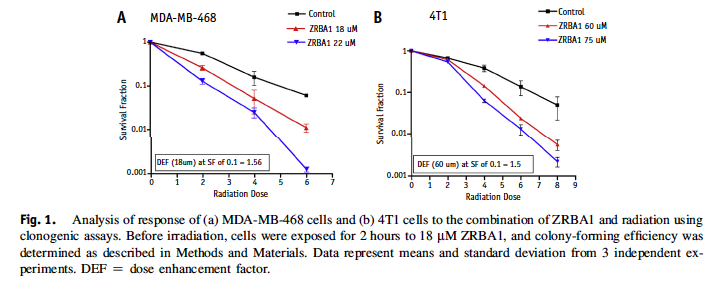 A MDA-MB-468
Control
ZRBA1 18 uM
ZRBA1 22 uM
Survival Fraction
1
0.1
0.01
0.001
DEF (18um) at SF of 0.1 = 1.56
0 1 2 3 4 5 6 7
Radiation Dose
B 4T1
Control
ZRBA1 60 uM
ZRBA1 75 uM
Survival Fraction
1
0.1
0.01
0.001
DEF (60 um) at SF of 0.1 = 1.5
0 1 2 3 4 5 6 7 8 9
Radiation Dose
Fig. 1. Analysis of response of (a) MDA-MB-468 cells and (b) 4T1 cells to the combination of ZRBA1 and radiation using
clonogenic assays. Before irradiation, cells were exposed for 2 hours to 18 μM ZRBA1, and colony-forming efficiency was
determined as described in Methods and Materials. Data represent means and standard deviation from 3 independent ex-
periments. DEF = dose enhancement factor.